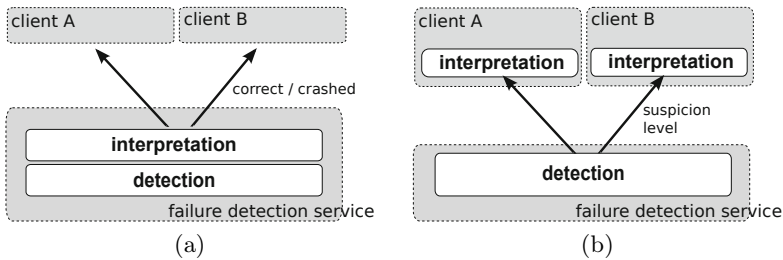 client A
client B
correct / crashed
interpretation
detection
failure detection service
(a)
client A
client B
interpretation
interpretation
suspicion
level
detection
failure detection service
(b)